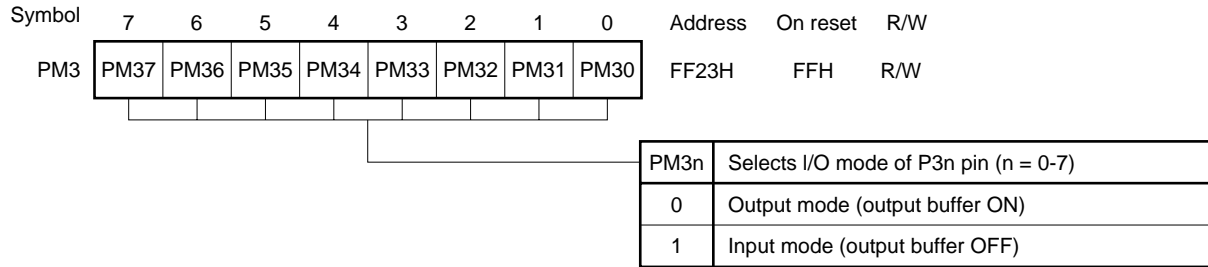 Symbol 7 6 5 4 3 2 1 0 Address On reset R/W
PM3 PM37 PM36 PM35 PM34 PM33 PM32 PM31 PM30 FF23H FFH R/W
PM3n Selects I/O mode of P3n pin (n = 0-7)
0 Output mode (output buffer ON)
1 Input mode (output buffer OFF)